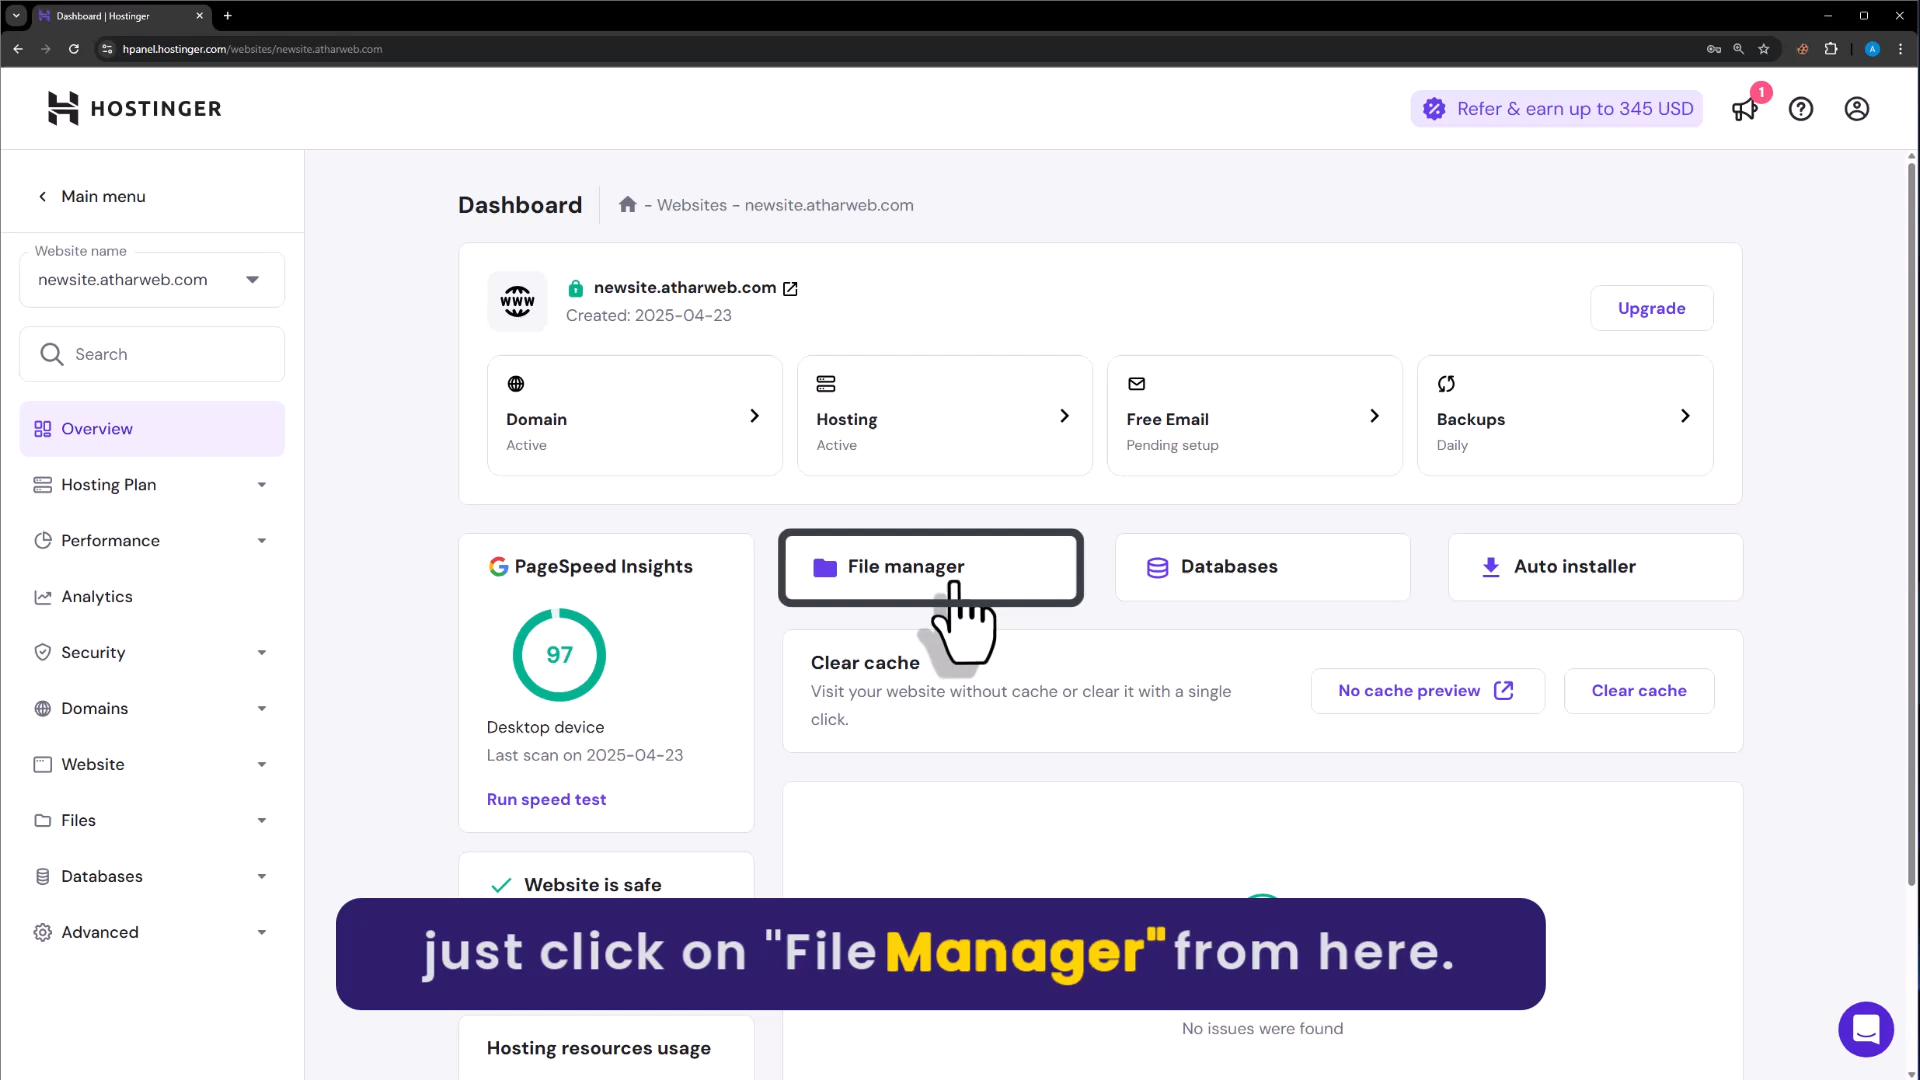 Dashboard | Hostinger
hpanel.hostinger.com/websites/newsite.atharweb.com
A
HOSTINGER
Refer & earn up to 345 USD
1
Main menu
Website name
newsite.atharweb.com
Search
Overview
Hosting Plan
Performance
Analytics
Security
Domains
Website
Files
Databases
Advanced
Dashboard
- Websites - newsite.atharweb.com
www
newsite.atharweb.com
Created: 2025-04-23
Upgrade
Domain
Active
Hosting
Active
Free Email
Pending setup
Backups
Daily
PageSpeed Insights
97
Desktop device
Last scan on 2025-04-23
Run speed test
File manager
Databases
Auto installer
Clear cache
Visit your website without cache or clear it with a single
click.
No cache preview
Clear cache
Website is safe
just click on "File Manager" from here.
No issues were found
Hosting resources usage